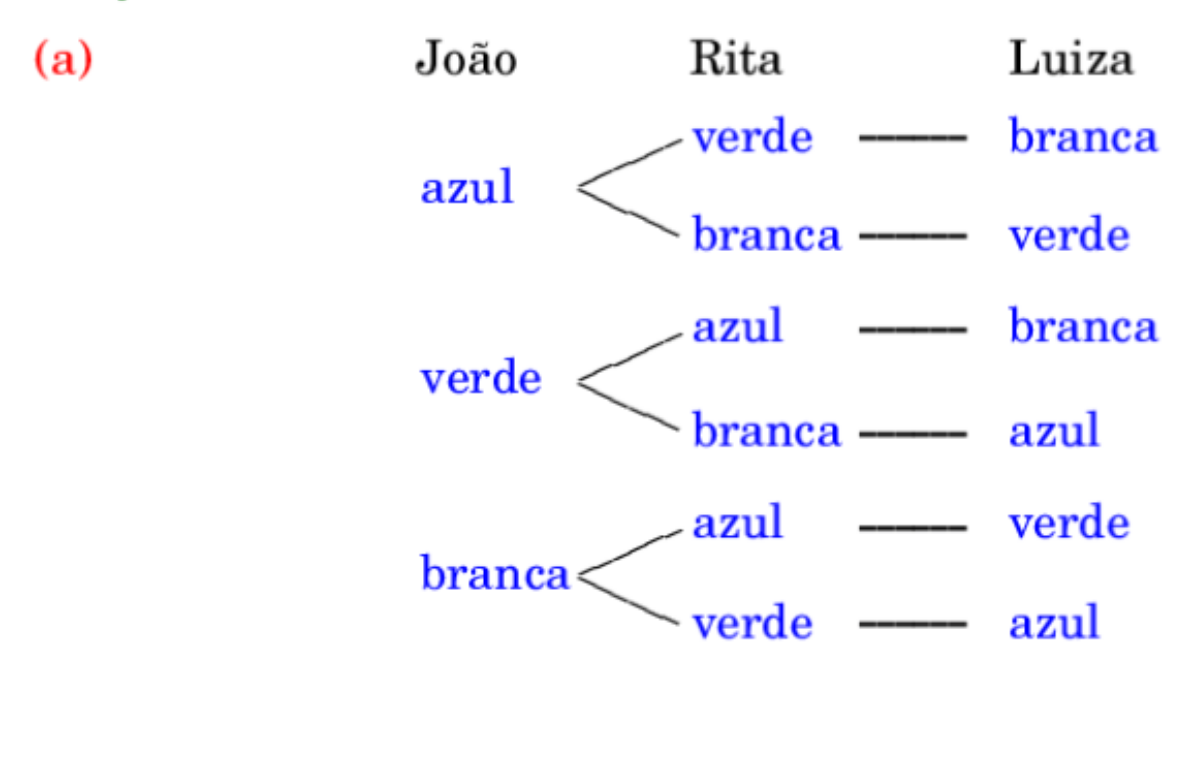 (a) João Rita Luiza
verde branca
azul
branca verde
azul branca
verde
branca azul
azul verde
branca
verde azul